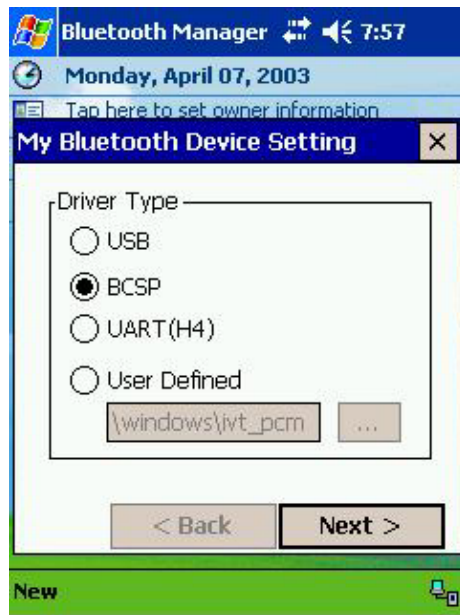 Bluetooth Manager 7:57
Monday, April 07, 2003
Tap here to set owner information
My Bluetooth Device Setting
Driver Type
USB
BCSP
UART(H4)
User Defined
\windows\ivt_pcm ...
< Back Next >
New